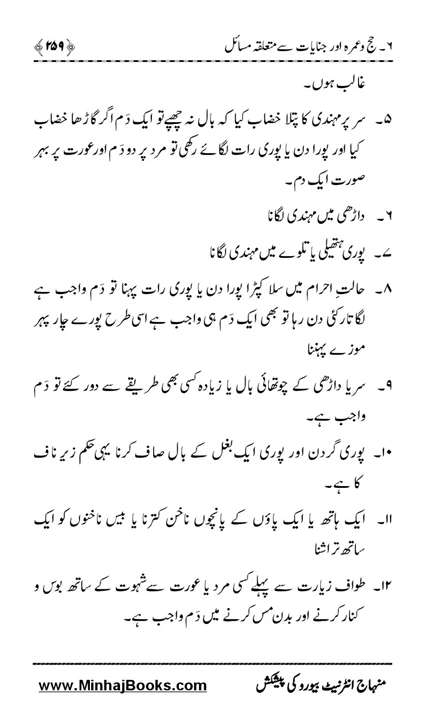 ۶۔ حج و عمرہ اور جنایات سے متعلقہ مسائل ﴿۲۵۹﴾
غالب ہوں۔
۵۔ سر پر مہندی کا پتلا خضاب کیا کہ بال نہ چھپے تو ایک دَم اگر گاڑھا خضاب
کیا اور پورا دن یا پوری رات لگائے رکھی تو مرد پر دو دَم اور عورت پر بہر
صورت ایک دم۔
۶۔ داڑھی میں مہندی لگانا
۷۔ پوری ہتھیلی یا تلوے میں مہندی لگانا
۸۔ حالتِ احرام میں سلا کپڑا پورا دن یا پوری رات پہنا تو دَم واجب ہے
لگاتار کئی دن رہا تو بھی ایک دَم ہی واجب ہے اسی طرح پورے چار پہر
موزے پہننا
۹۔ سر یا داڑھی کے چوتھائی بال یا زیادہ کسی بھی طریقے سے دور کئے تو دَم
واجب ہے۔
۱۰۔ پوری گردن اور پوری ایک بغل کے بال صاف کرنا یہی حکم زیرِ ناف
کا ہے۔
۱۱۔ ایک ہاتھ یا ایک پاؤں کے پانچوں ناخن کترنا یا بیس ناخنوں کو ایک
ساتھ تراشنا
۱۲۔ طواف زیارت سے پہلے کسی مرد یا عورت سے شہوت کے ساتھ بوس و
کنار کرنے اور بدن مس کرنے میں دَم واجب ہے۔
منہاج انٹرنیٹ بیورو کی پیشکش www.MinhajBooks.com